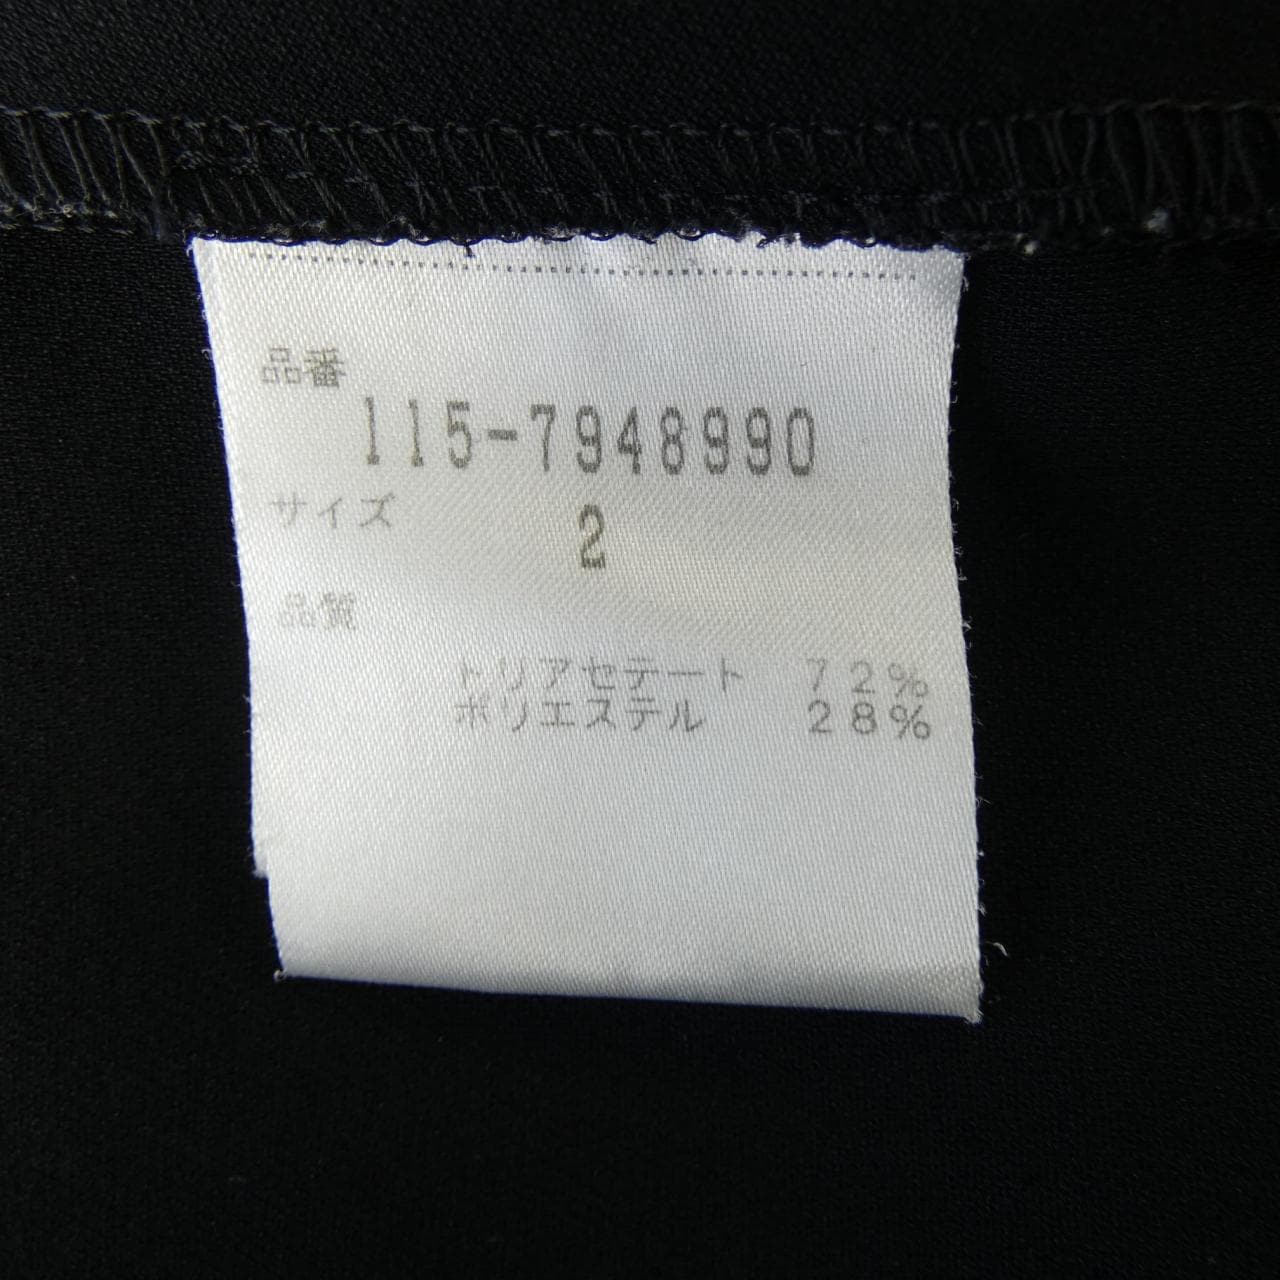 品番
115-7948990
サイズ 2
品質
トリアセテート 72%
ポリエステル 28%